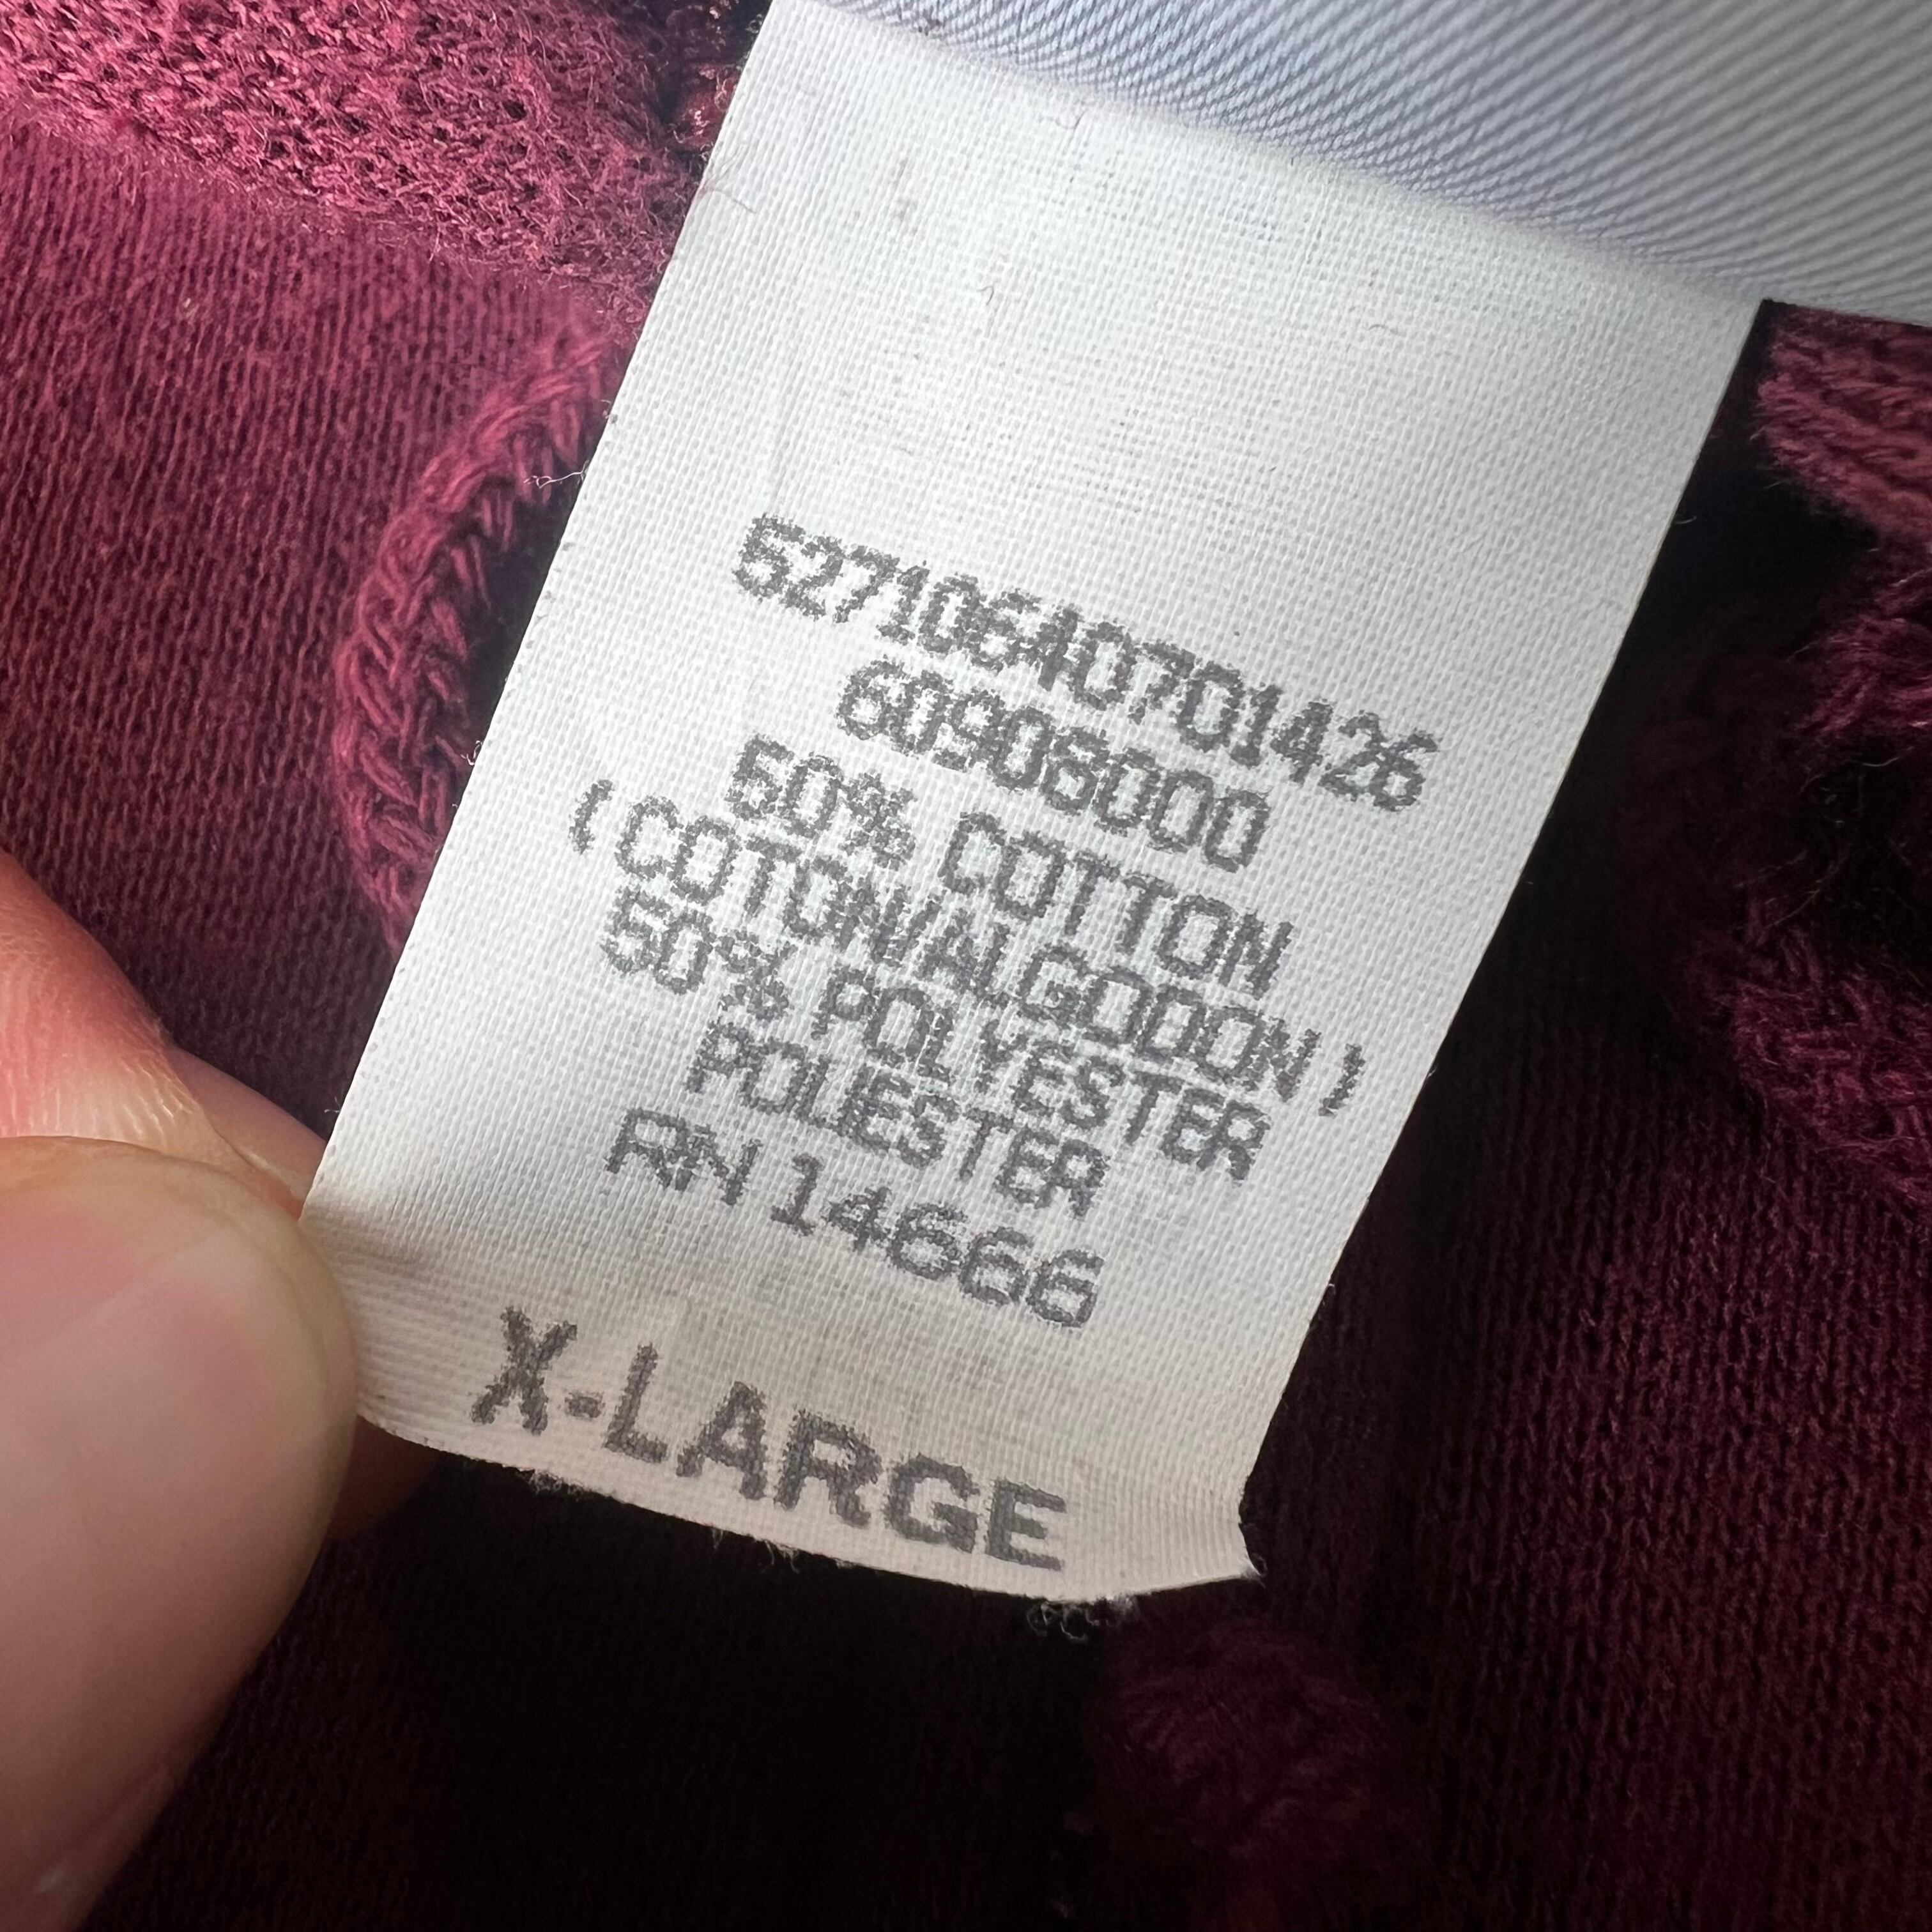 52710640701426
60908000
50% COTTON
(COTON/ALGODON)
50% POLYESTER
POLIESTER
RN 14666
X-LARGE